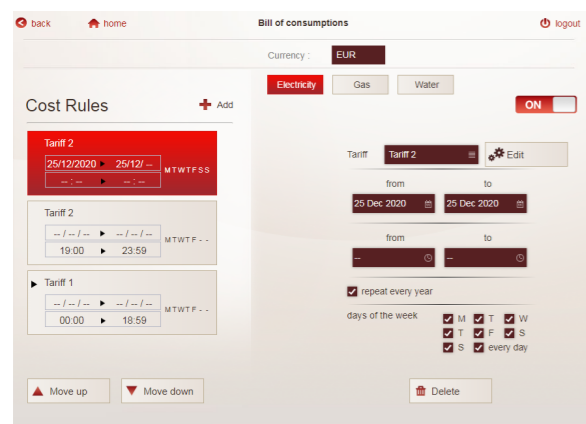 back
home
Bill of consumptions
logout
Currency :
EUR
Electricity
Gas
Water
Cost Rules
Add
ON
Tariff 2
25/12/2020 25/12/ --
-- : -- -- : --
MTWTFSS
Tariff 2
-- / -- / -- -- / -- / --
19:00 23:59
MTWTF--
Tariff 1
-- / -- / -- -- / -- / --
00:00 18:59
MTWTF--
Move up
Move down
Tariff
Tariff 2
Edit
from to
25 Dec 2020 25 Dec 2020
from to
-- --
repeat every year
days of the week
M T W
T F S
S every day
Delete